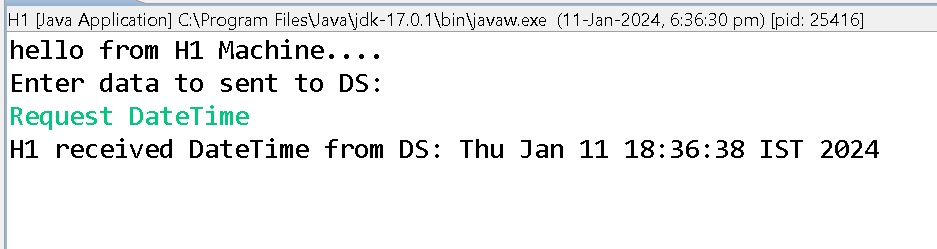 H1 [Java Application] C:\Program Files\Java\jdk-17.0.1\bin\javaw.exe (11-Jan-2024, 6:36:30 pm) [pid: 25416]
hello from H1 Machine....
Enter data to sent to DS:
Request DateTime
H1 received DateTime from DS: Thu Jan 11 18:36:38 IST 2024